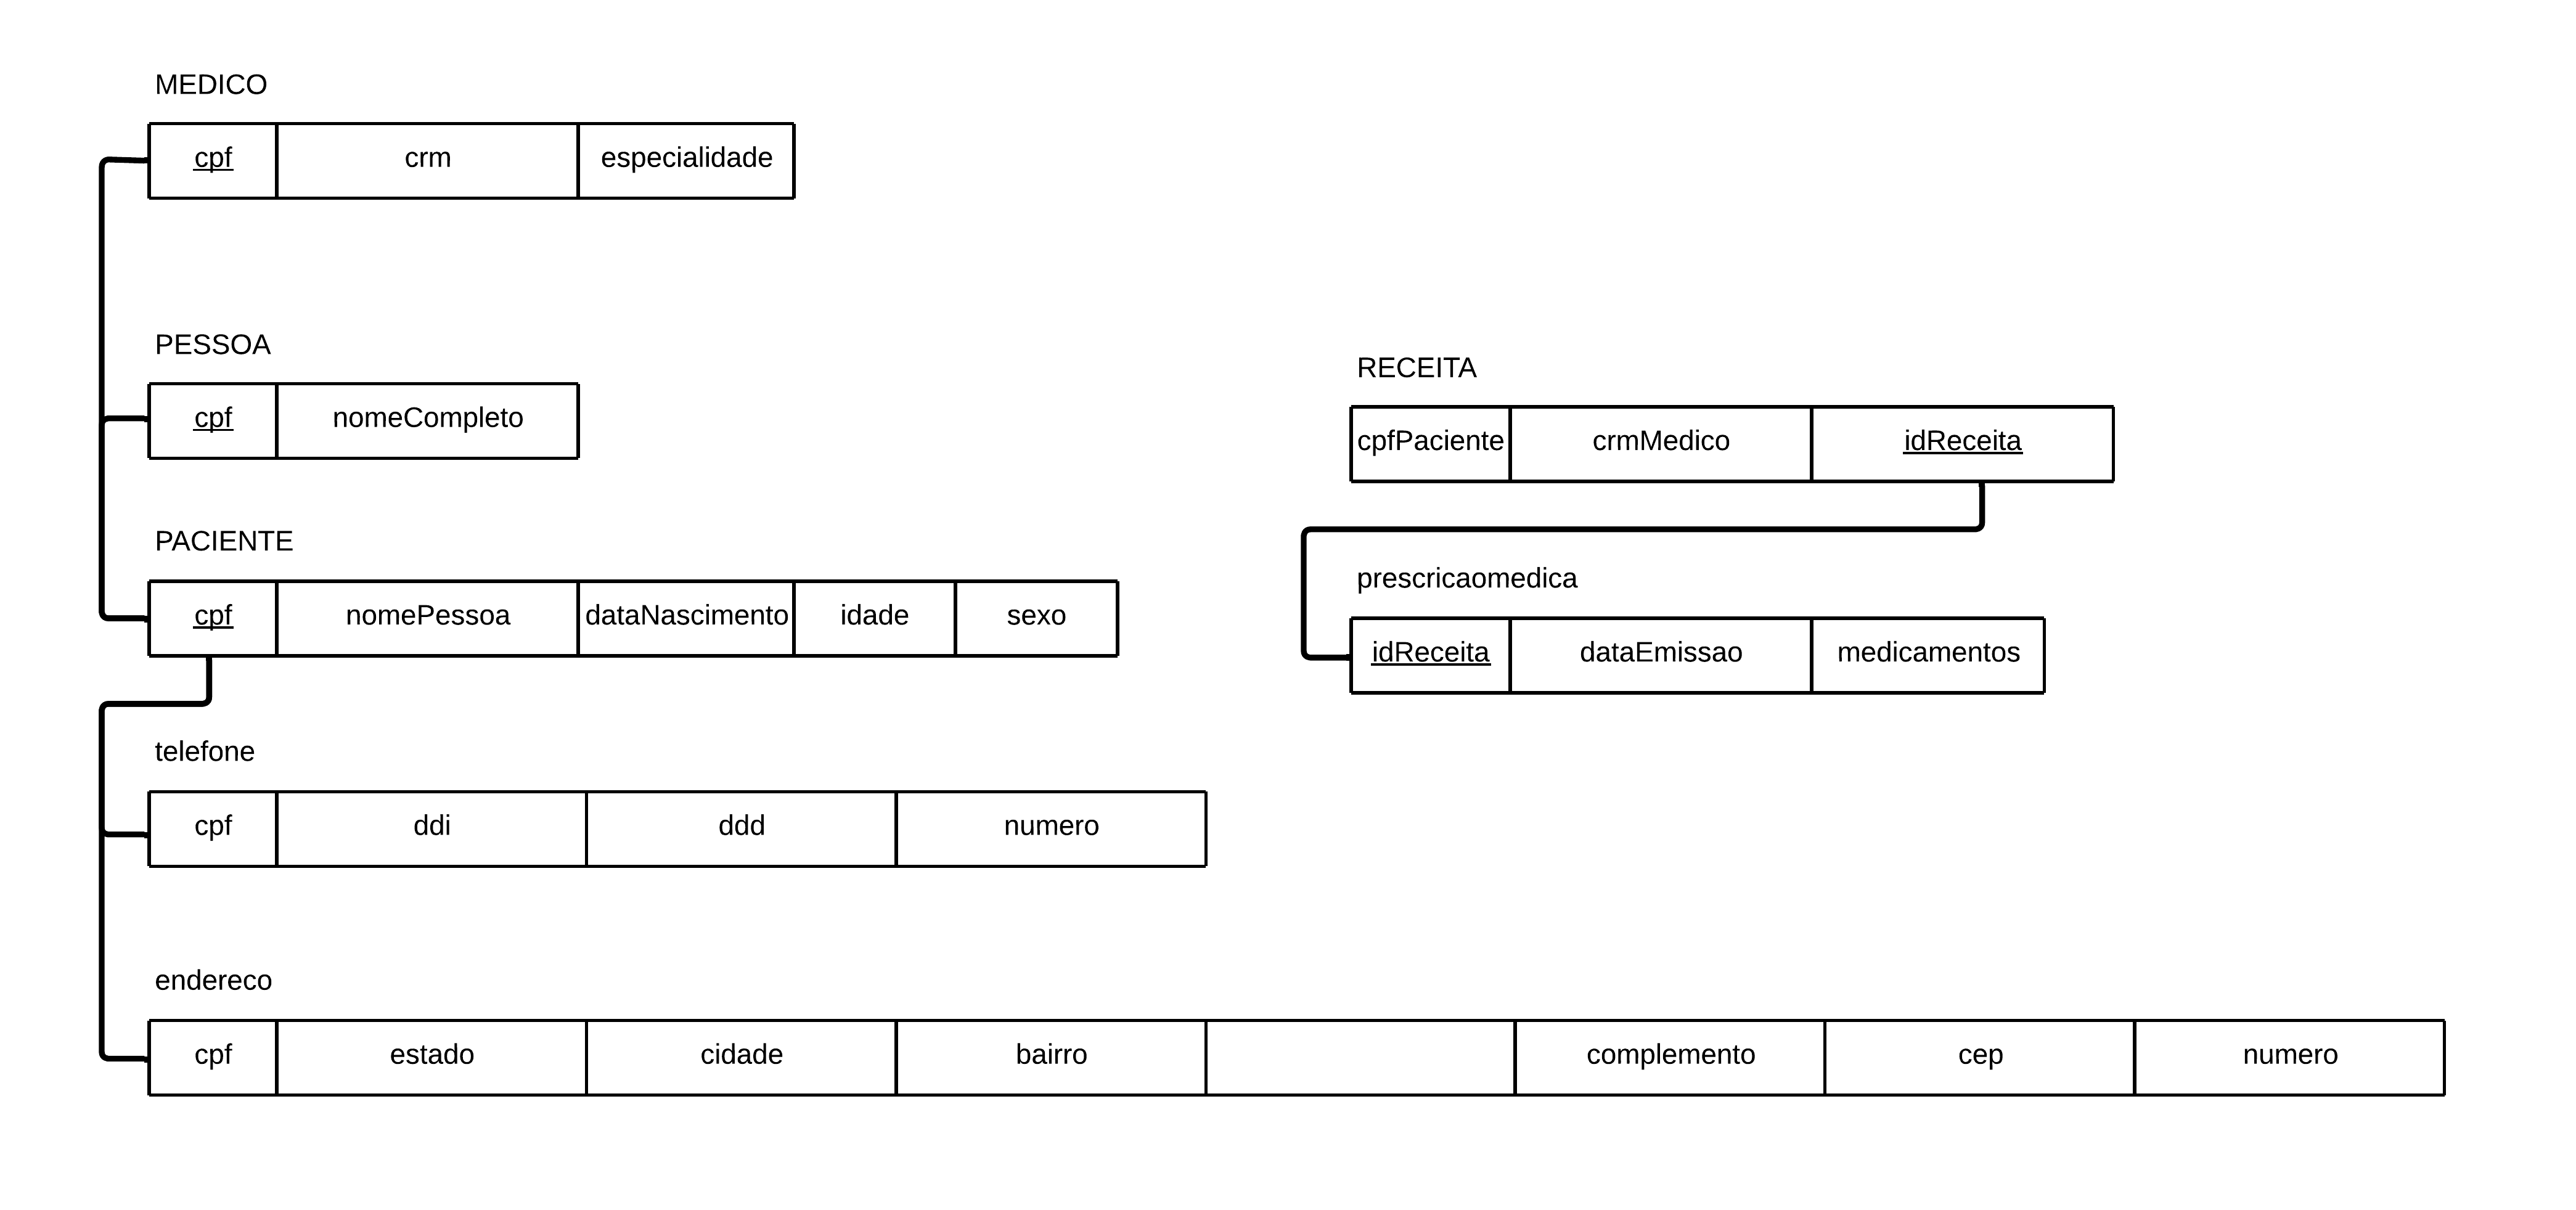 MEDICO
cpf crm especialidade
PESSOA
cpf nomeCompleto
PACIENTE
cpf nomePessoa dataNascimento idade sexo
telefone
cpf ddi ddd numero
endereco
cpf estado cidade bairro complemento cep numero
RECEITA
cpfPaciente crmMedico idReceita
prescricaomedica
idReceita dataEmissao medicamentos